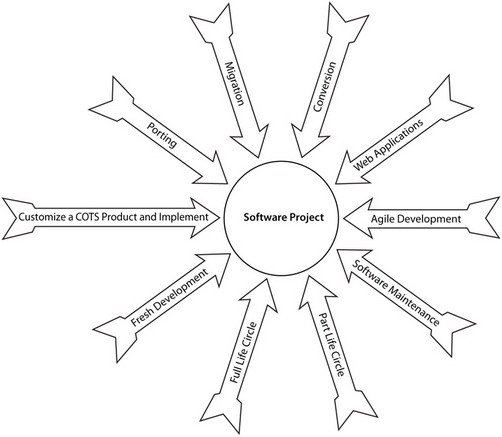 Migration
Conversion
Porting
Web Applications
Customize a COTS Product and Implement
Software Project
Agile Development
Fresh Development
Software Maintenance
Full Life Circle
Part Life Circle